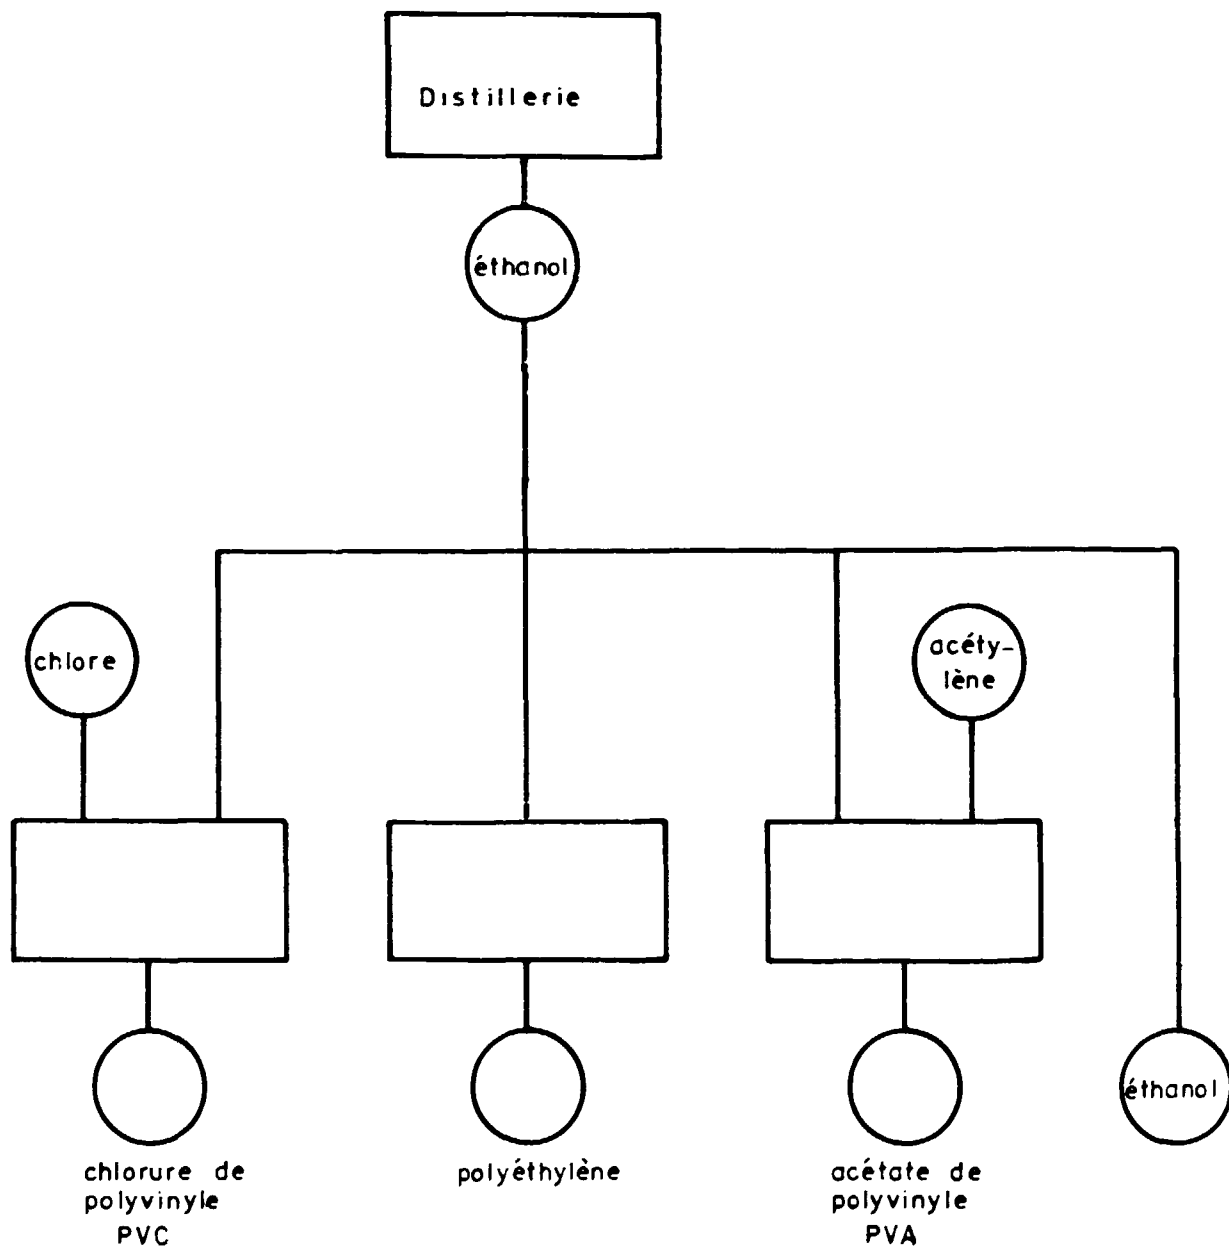 Distillerie
éthanol
chlore
acéty-
lène
éthanol
chlorure de
polyvinyle
PVC
polyéthylène
acétate de
polyvinyle
PVA